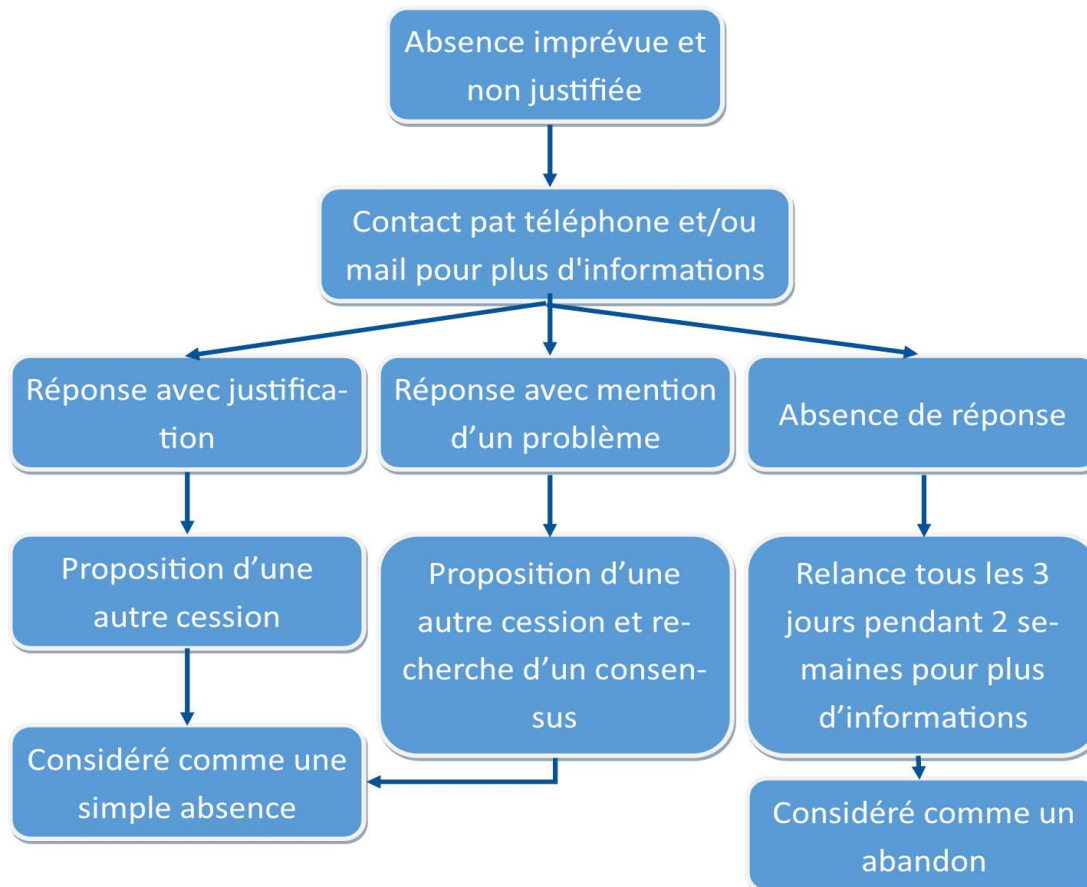 Absence imprévue et
non justifiée
Contact pat téléphone et/ou
mail pour plus d'informations
Réponse avec justifica-
tion
Réponse avec mention
d’un problème
Absence de réponse
Proposition d’une
autre cession
Proposition d’une
autre cession et re-
cherche d’un consen-
sus
Relance tous les 3
jours pendant 2 se-
maines pour plus
d’informations
Considéré comme une
simple absence
Considéré comme un
abandon